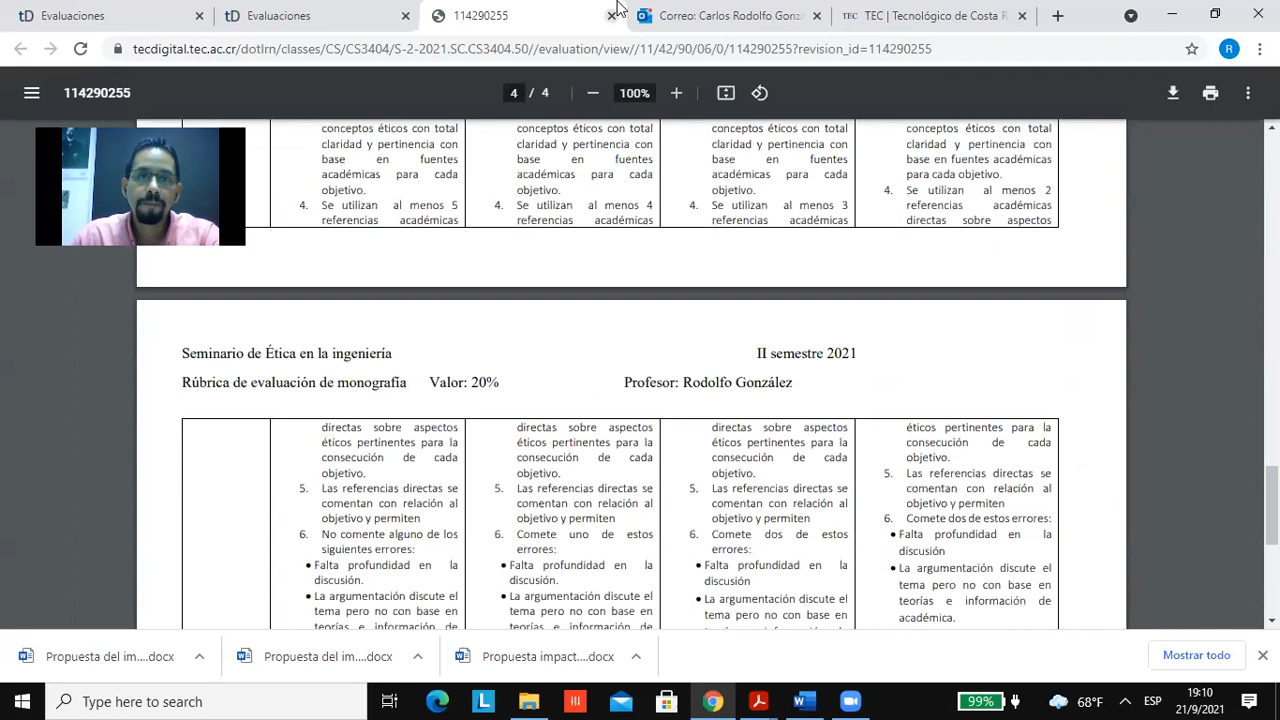 tD Evaluaciones
tD Evaluaciones
114290255
Correo: Carlos Rodolfo Gonz
TEC TEC | Tecnológico de Costa R
tecdigital.tec.ac.cr/dotlrn/classes/CS/CS3404/S-2-2021.SC.CS3404.50//evaluation/view//11/42/90/06/0/114290255?revision_id=114290255
R
114290255
4 / 4
100%
conceptos éticos con total
claridad y pertinencia con
base en fuentes
académicas para cada
objetivo.
4. Se utilizan al menos 5
referencias académicas
conceptos éticos con total
claridad y pertinencia con
base en fuentes
académicas para cada
objetivo.
4. Se utilizan al menos 4
referencias académicas
conceptos éticos con total
claridad y pertinencia con
base en fuentes
académicas para cada
objetivo.
4. Se utilizan al menos 3
referencias académicas
conceptos éticos con total
claridad y pertinencia con
base en fuentes académicas
para cada objetivo.
4. Se utilizan al menos 2
referencias académicas
directas sobre aspectos
Seminario de Ética en la ingeniería II semestre 2021
Rúbrica de evaluación de monografía Valor: 20% Profesor: Rodolfo González
directas sobre aspectos
éticos pertinentes para la
consecución de cada
objetivo.
5. Las referencias directas se
comentan con relación al
objetivo y permiten
6. No comente alguno de los
siguientes errores:
• Falta profundidad en la
discusión.
• La argumentación discute el
tema pero no con base en
teorías e información de
directas sobre aspectos
éticos pertinentes para la
consecución de cada
objetivo.
5. Las referencias directas se
comentan con relación al
objetivo y permiten
6. Comete uno de estos
errores:
• Falta profundidad en la
discusión.
• La argumentación discute el
tema pero no con base en
teorías e información de
directas sobre aspectos
éticos pertinentes para la
consecución de cada
objetivo.
5. Las referencias directas se
comentan con relación al
objetivo y permiten
6. Comete dos de estos
errores:
• Falta profundidad en la
discusión
• La argumentación discute el
tema pero no con base en
éticos pertinentes para la
consecución de cada
objetivo.
5. Las referencias directas se
comentan con relación al
objetivo y permiten
6. Comete dos de estos errores:
• Falta profundidad en la
discusión
• La argumentación discute el
tema pero no con base en
teorías e información de
académica.
Propuesta del im....docx
Propuesta del im....docx
Propuesta impact....docx
Mostrar todo
Type here to search
L
99%
68°F
ESP
19:10
21/9/2021